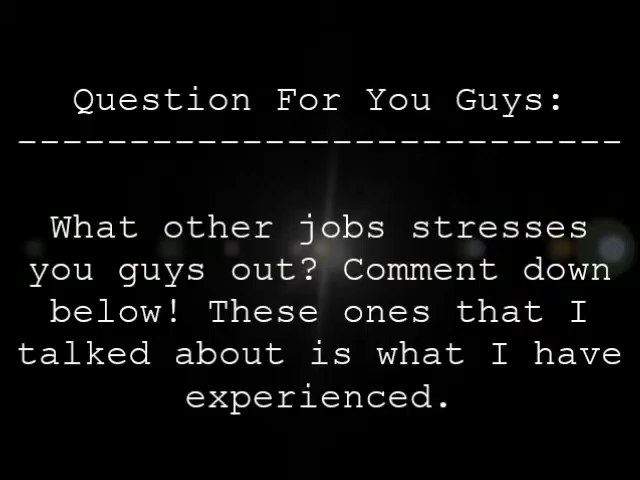 Question For You Guys:
---------------------------
What other jobs stresses
you guys out? Comment down
below! These ones that I
talked about is what I have
experienced.